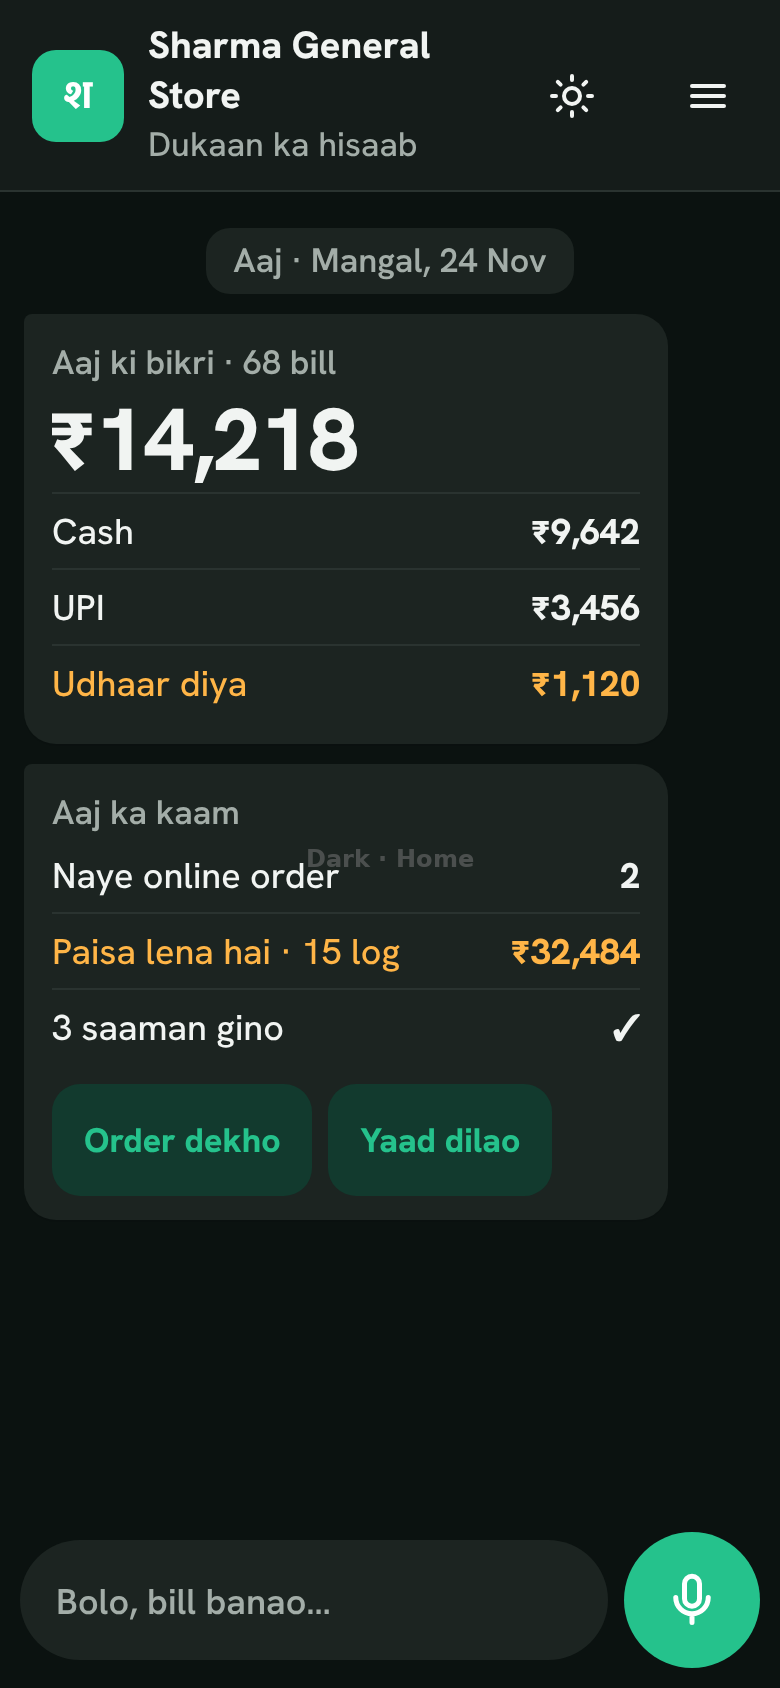 श
Sharma General
Store
Dukaan ka hisaab
Aaj · Mangal, 24 Nov
Aaj ki bikri · 68 bill
₹14,218
Cash ₹9,642
UPI ₹3,456
Udhaar diya ₹1,120
Aaj ka kaam
Dark · Home
Naye online order 2
Paisa lena hai · 15 log ₹32,484
3 saaman gino ✓
Order dekho Yaad dilao
Bolo, bill banao...